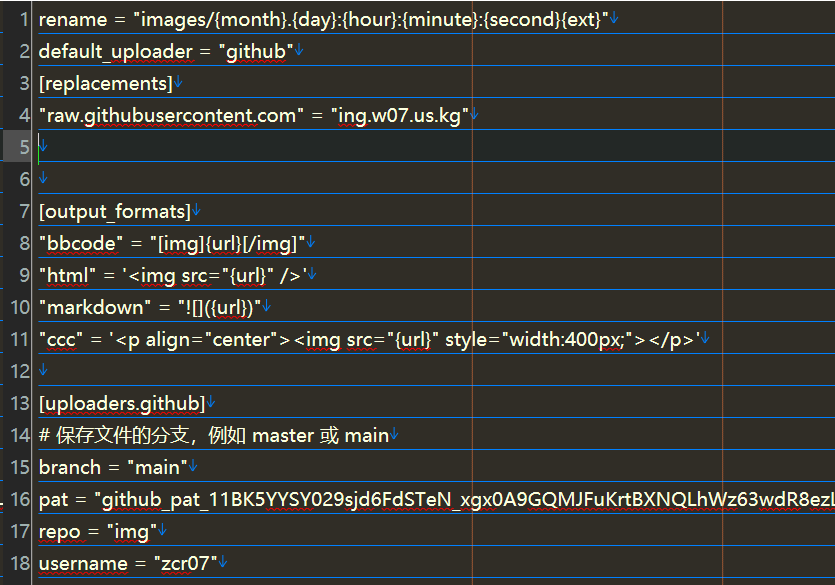 1 rename = "images/{month}.{day}:{hour}:{minute}:{second}{ext}"↓
2 default_uploader = "github"↓
3 [replacements]↓
4 "raw.githubusercontent.com" = "ing.w07.us.kg"↓
5 ↓
6 ↓
7 [output_formats]↓
8 "bbcode" = "[img]{url}[/img]"↓
9 "html" = '<img src="{url}" />'↓
10 "markdown" = "![]({url})"↓
11 "ccc" = '<p align="center"><img src="{url}" style="width:400px;"></p>'↓
12 ↓
13 [uploaders.github]↓
14 # 保存文件的分支，例如 master 或 main↓
15 branch = "main"↓
16 pat = "github_pat_11BK5YYSY029sjd6FdSTeN_xgx0A9GQMJFuKrtBXNQLhWz63wdR8ezL
17 repo = "img"↓
18 username = "zcr07"↓